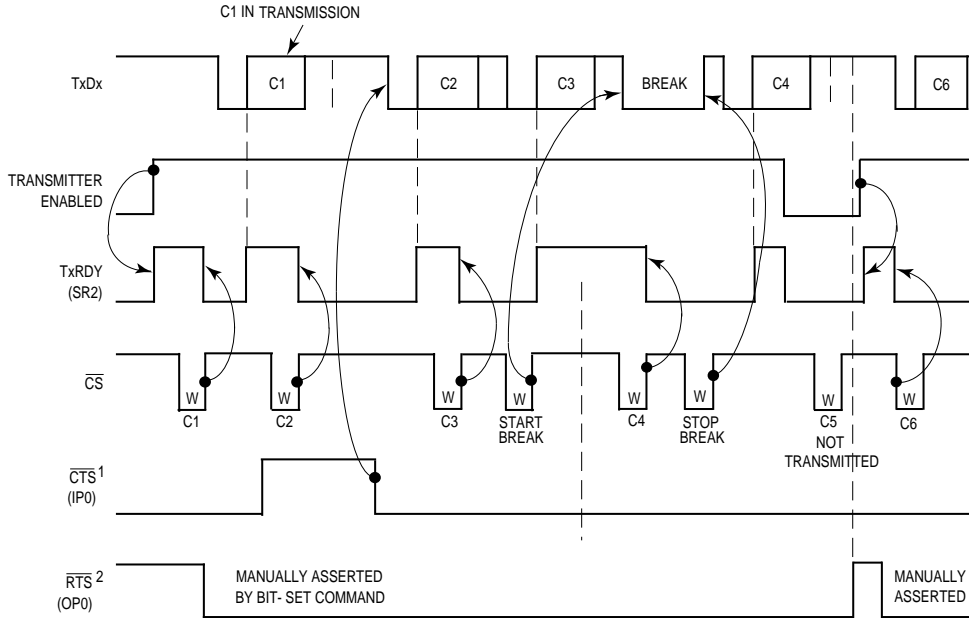 C1 IN TRANSMISSION
TxDx
C1
C2
C3
BREAK
C4
C6
TRANSMITTER
ENABLED
TxRDY
(SR2)
CS
W
W
W
W
W
W
W
W
C1
C2
C3
START
BREAK
C4
STOP
BREAK
C5
NOT
TRANSMITTED
C6
CTS 1
(IP0)
RTS 2
(OP0)
MANUALLY ASSERTED
BY BIT- SET COMMAND
MANUALLY
ASSERTED